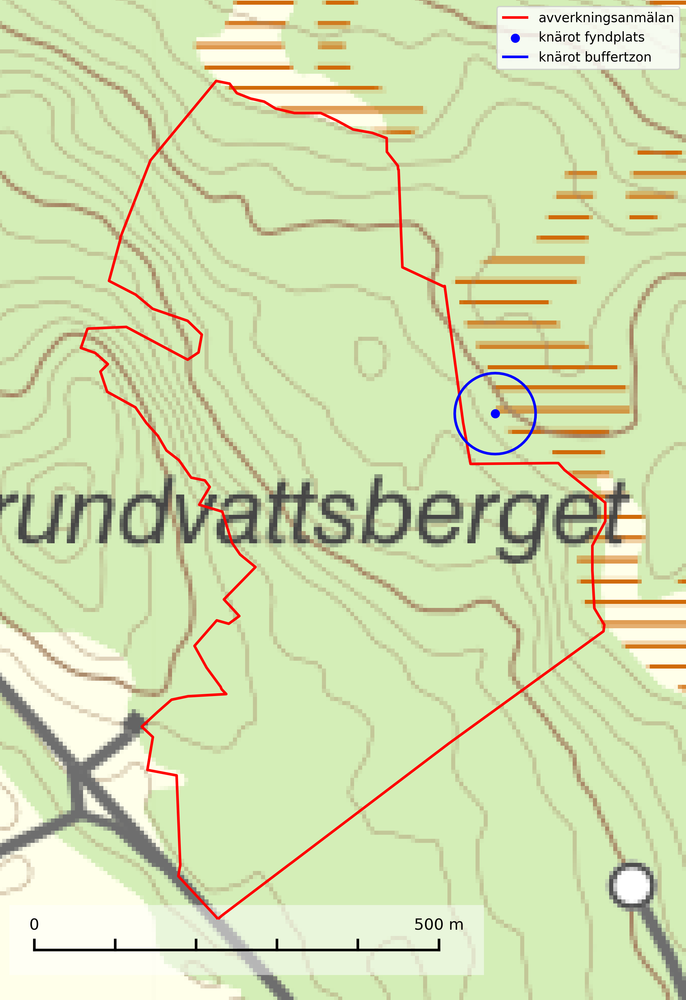 avverkningsanmälan
knärot fyndplats
knärot buffertzon
rundvattsberget
0 500 m